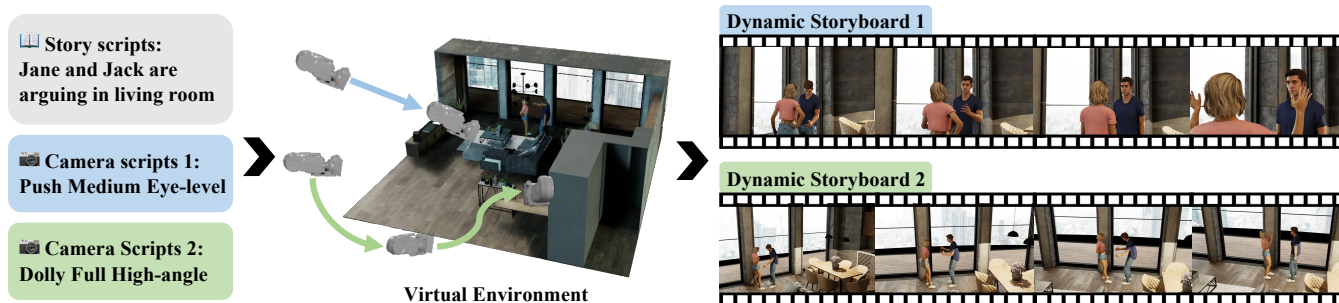 Story scripts:
Jane and Jack are
arguing in living room
Camera scripts 1:
Push Medium Eye-level
Camera Scripts 2:
Dolly Full High-angle
Virtual Environment
Dynamic Storyboard 1
Dynamic Storyboard 2